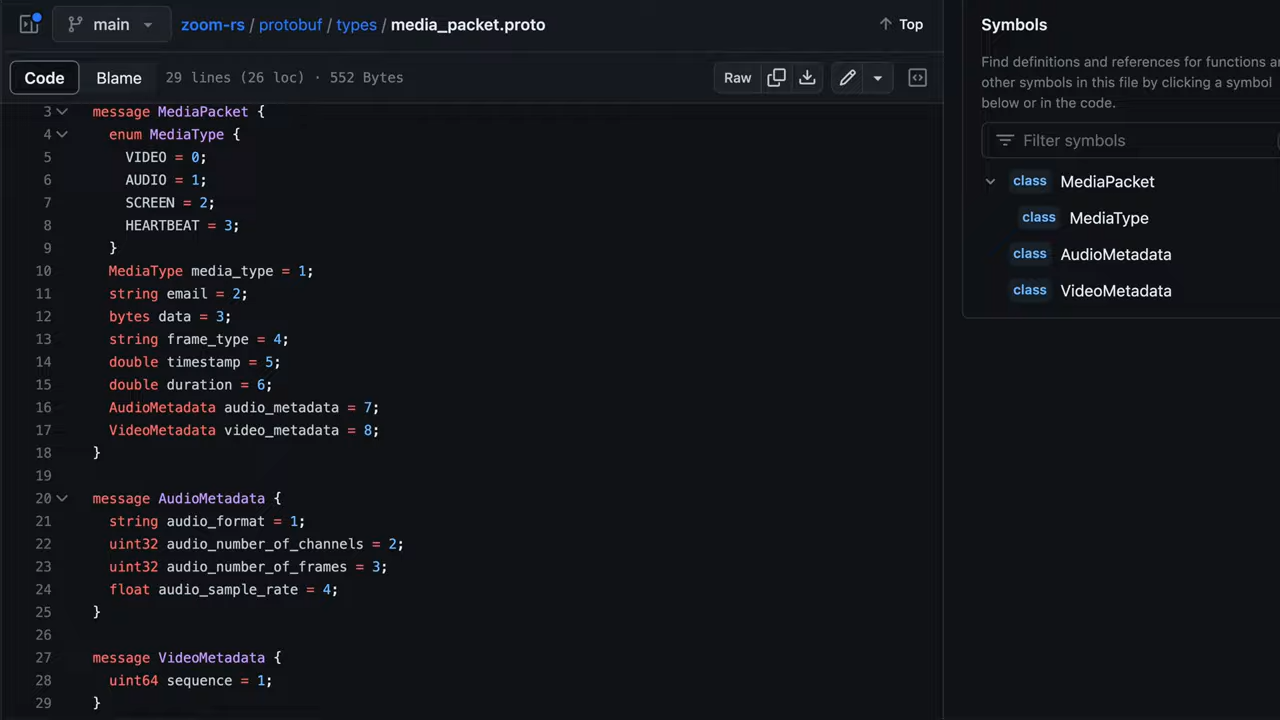 main
zoom-rs / protobuf / types / media_packet.proto
Top
Code
Blame
29 lines (26 loc) · 552 Bytes
Raw
3 message MediaPacket {
4 enum MediaType {
5 VIDEO = 0;
6 AUDIO = 1;
7 SCREEN = 2;
8 HEARTBEAT = 3;
9 }
10 MediaType media_type = 1;
11 string email = 2;
12 bytes data = 3;
13 string frame_type = 4;
14 double timestamp = 5;
15 double duration = 6;
16 AudioMetadata audio_metadata = 7;
17 VideoMetadata video_metadata = 8;
18 }
19
20 message AudioMetadata {
21 string audio_format = 1;
22 uint32 audio_number_of_channels = 2;
23 uint32 audio_number_of_frames = 3;
24 float audio_sample_rate = 4;
25 }
26
27 message VideoMetadata {
28 uint64 sequence = 1;
29 }
Symbols
Find definitions and references for functions a
other symbols in this file by clicking a symbol
below or in the code.
Filter symbols
class MediaPacket
class MediaType
class AudioMetadata
class VideoMetadata